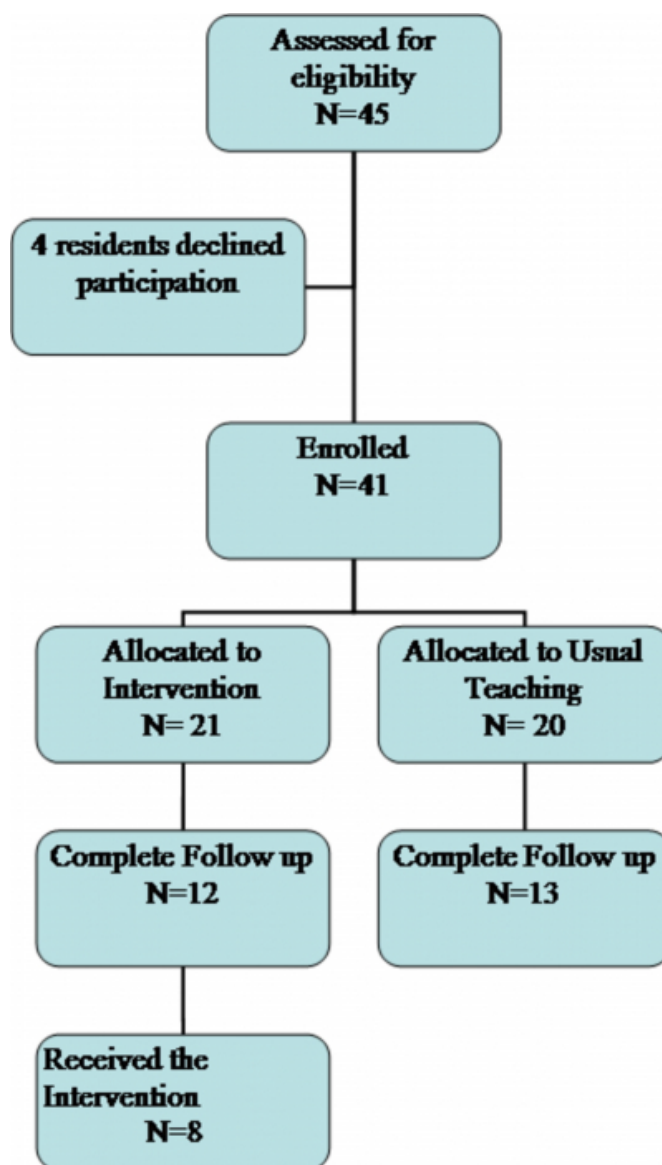 Assessed for
eligibility
N=45
4 residents declined
participation
Enrolled
N=41
Allocated to
Intervention
N= 21
Allocated to Usual
Teaching
N= 20
Complete Follow up
N=12
Complete Follow up
N=13
Received the
Intervention
N=8